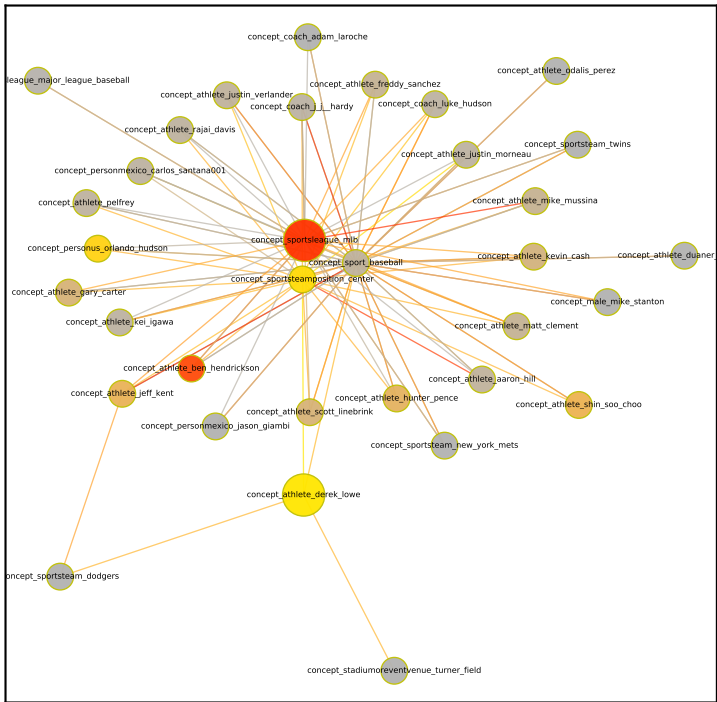 concept_coach_adam_laroche
league_major_league_baseball
concept_athlete_odalis_perez
concept_athlete_freddy_sanchez
concept_athlete_justin_verlander
concept_coach_j_j__hardy
concept_coach_luke_hudson
concept_athlete_rajai_davis
concept_sportsteam_twins
concept_athlete_justin_morneau
concept_personmexico_carlos_santana001
concept_athlete_pelfrey
concept_athlete_mike_mussina
concept_sportsleague_mlb
concept_personus_orlando_hudson
concept_athlete_kevin_cash
concept_athlete_duaner_
concept_sport_baseball
concept_sportsteamposition_center
concept_athlete_gary_carter
concept_male_mike_stanton
concept_athlete_kei_igawa
concept_athlete_matt_clement
concept_athlete_ben_hendrickson
concept_athlete_aaron_hill
concept_athlete_jeff_kent
concept_athlete_hunter_pence
concept_athlete_shin_soo_choo
concept_athlete_scott_linebrink
concept_personmexico_jason_giambi
concept_sportsteam_new_york_mets
concept_athlete_derek_lowe
oncept_sportsteam_dodgers
concept_stadiumoreventvenue_turner_field